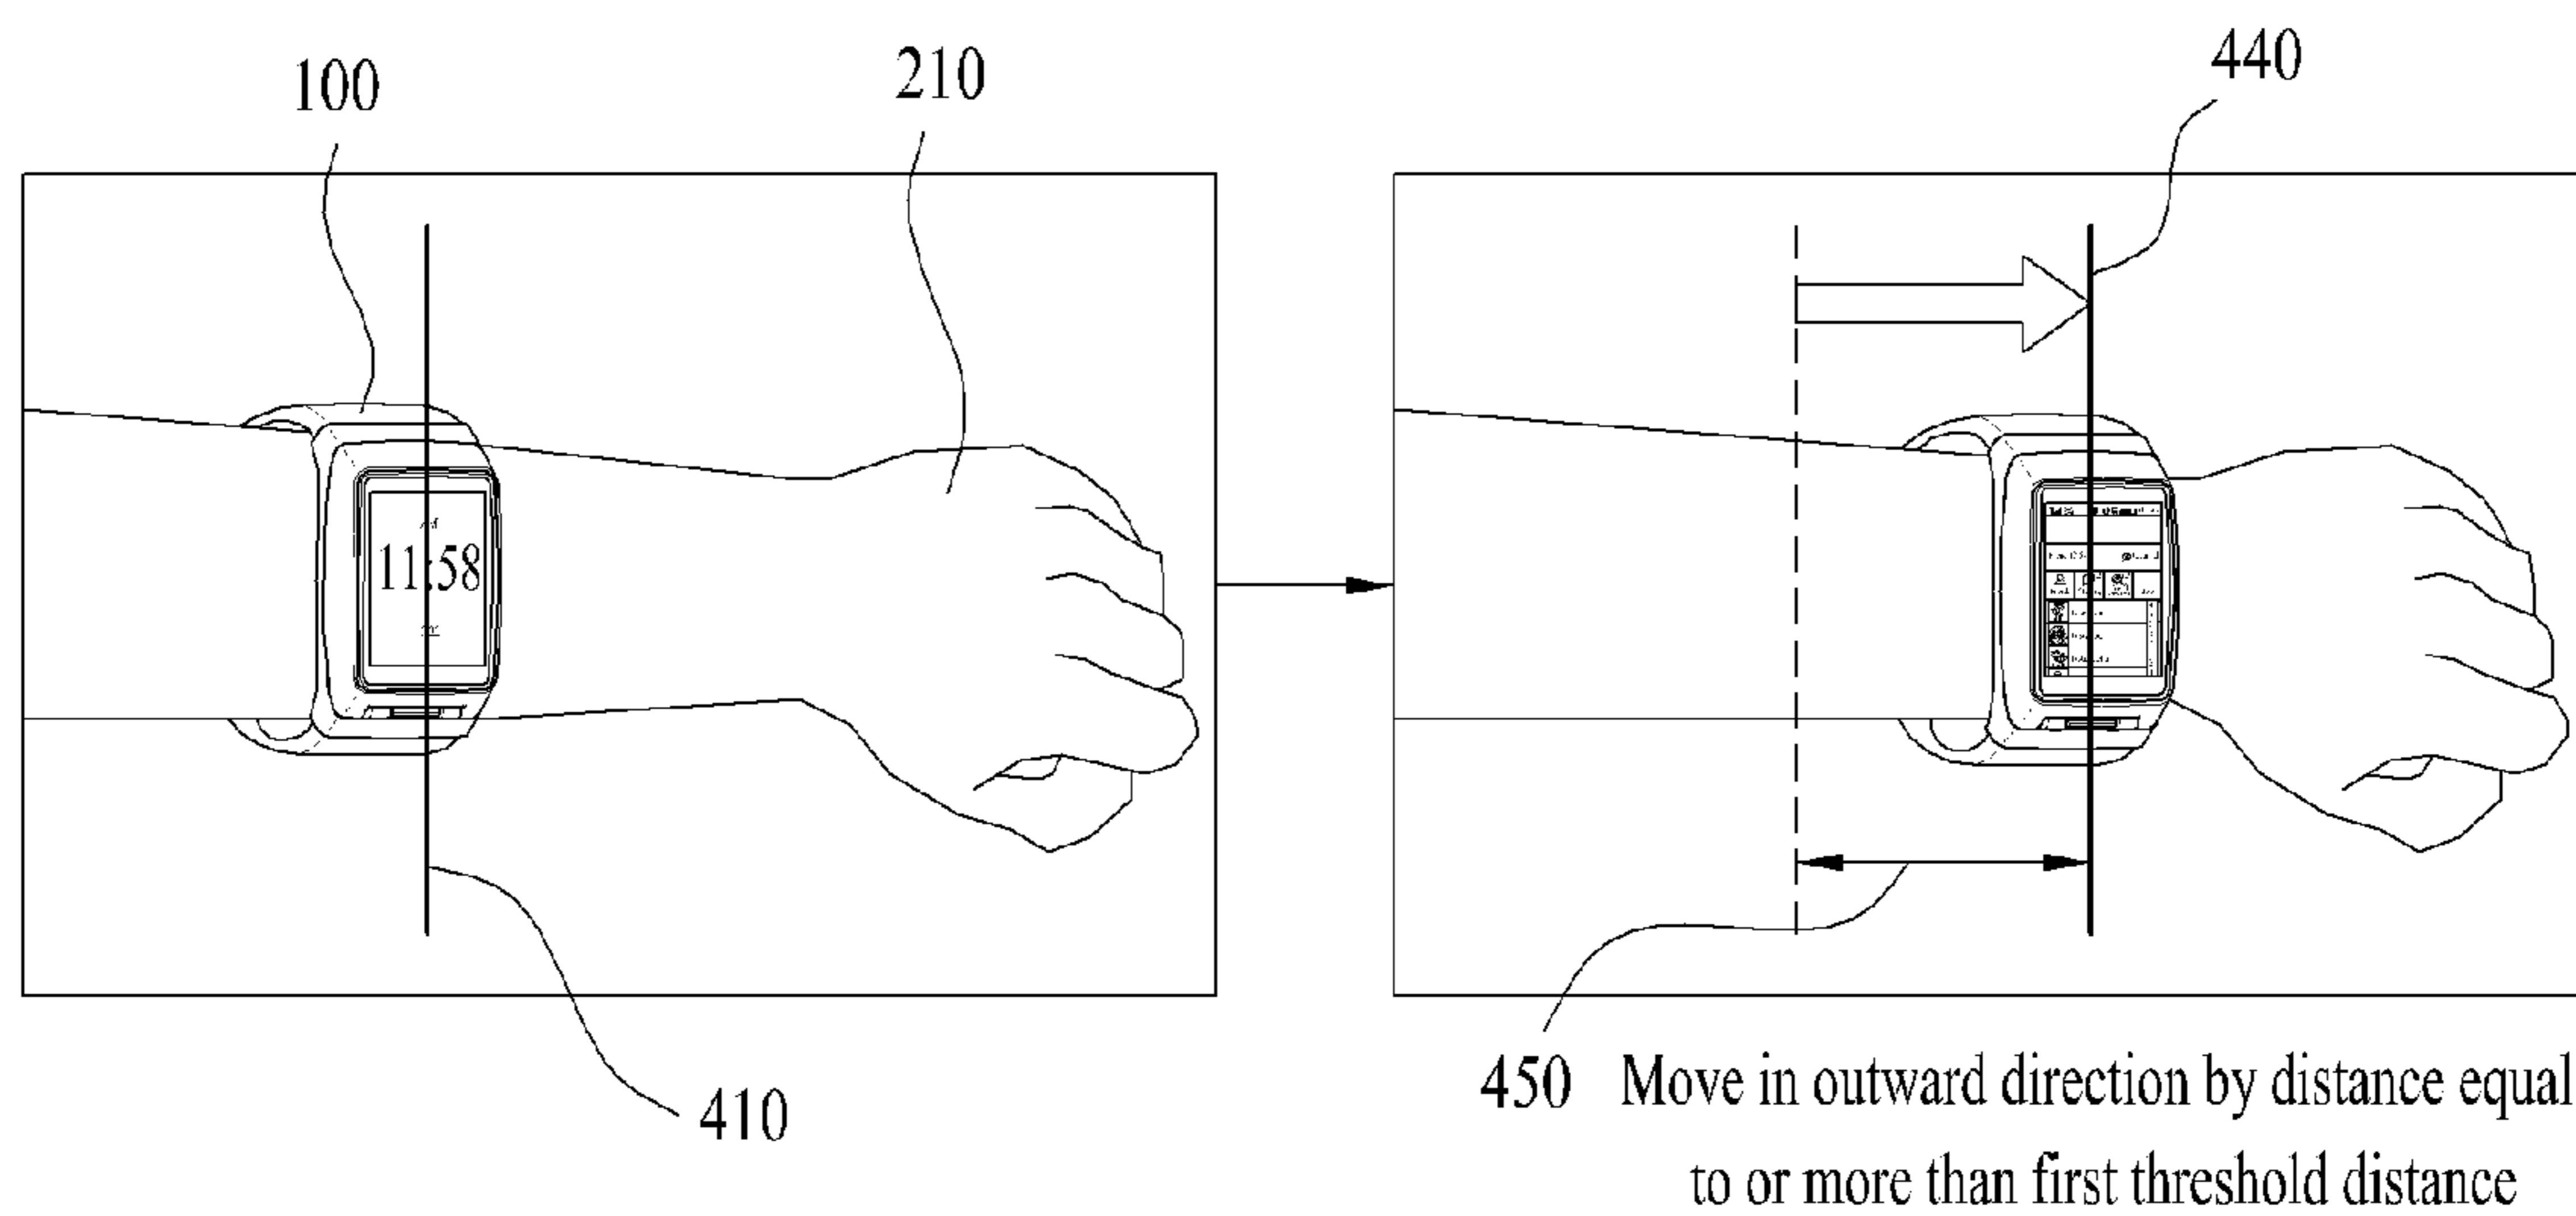 100
210
440
11:58
410
450 Move in outward direction by distance equal
to or more than first threshold distance